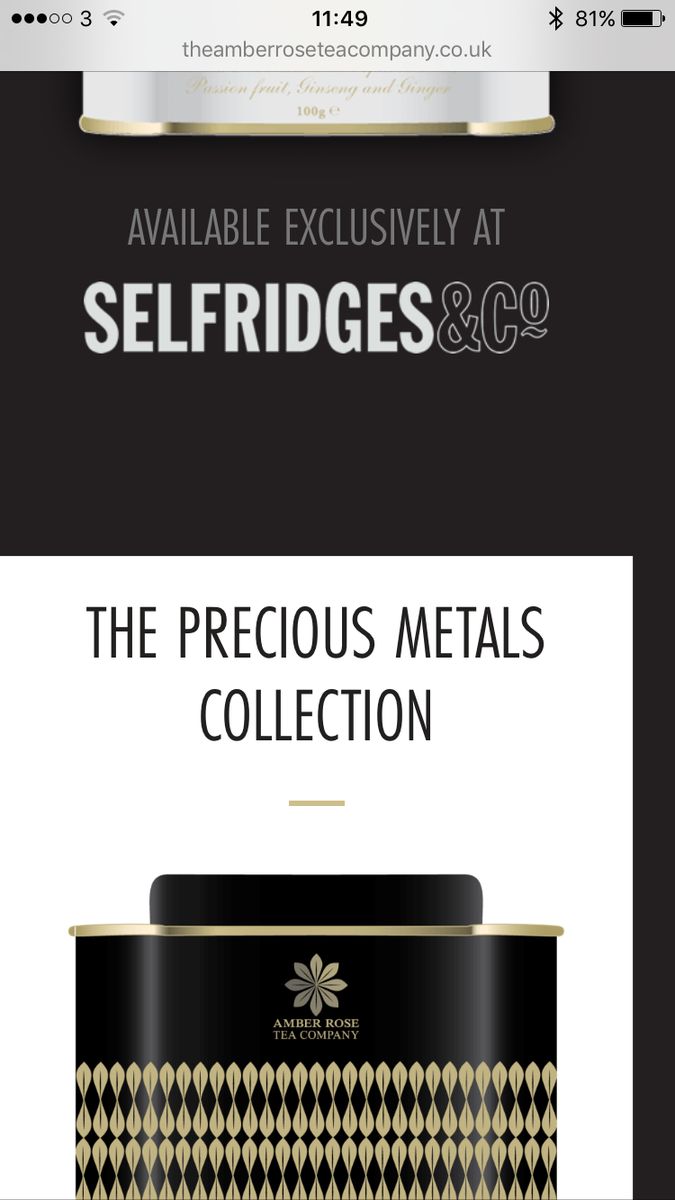 3 11:49 81%
theamberroseteacompany.co.uk
Passion fruit, Ginseng and Ginger
100g ℮
AVAILABLE EXCLUSIVELY AT
SELFRIDGES&Cº
THE PRECIOUS METALS
COLLECTION
AMBER ROSE
TEA COMPANY